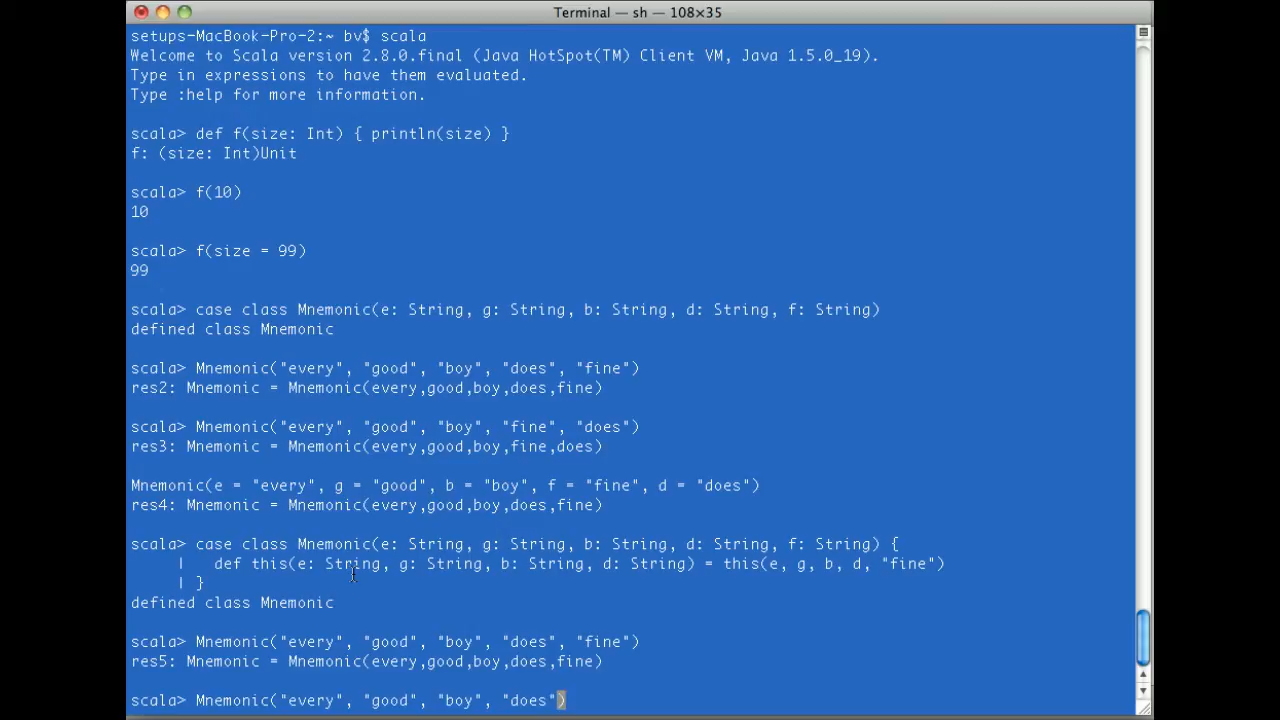 Terminal — sh — 108×35
setups-MacBook-Pro-2:~ bv$ scala
Welcome to Scala version 2.8.0.final (Java HotSpot(TM) Client VM, Java 1.5.0_19).
Type in expressions to have them evaluated.
Type :help for more information.
scala> def f(size: Int) { println(size) }
f: (size: Int)Unit
scala> f(10)
10
scala> f(size = 99)
99
scala> case class Mnemonic(e: String, g: String, b: String, d: String, f: String)
defined class Mnemonic
scala> Mnemonic("every", "good", "boy", "does", "fine")
res2: Mnemonic = Mnemonic(every,good,boy,does,fine)
scala> Mnemonic("every", "good", "boy", "fine", "does")
res3: Mnemonic = Mnemonic(every,good,boy,fine,does)
Mnemonic(e = "every", g = "good", b = "boy", f = "fine", d = "does")
res4: Mnemonic = Mnemonic(every,good,boy,does,fine)
scala> case class Mnemonic(e: String, g: String, b: String, d: String, f: String) {
| def this(e: String, g: String, b: String, d: String) = this(e, g, b, d, "fine")
| }
defined class Mnemonic
scala> Mnemonic("every", "good", "boy", "does", "fine")
res5: Mnemonic = Mnemonic(every,good,boy,does,fine)
scala> Mnemonic("every", "good", "boy", "does")